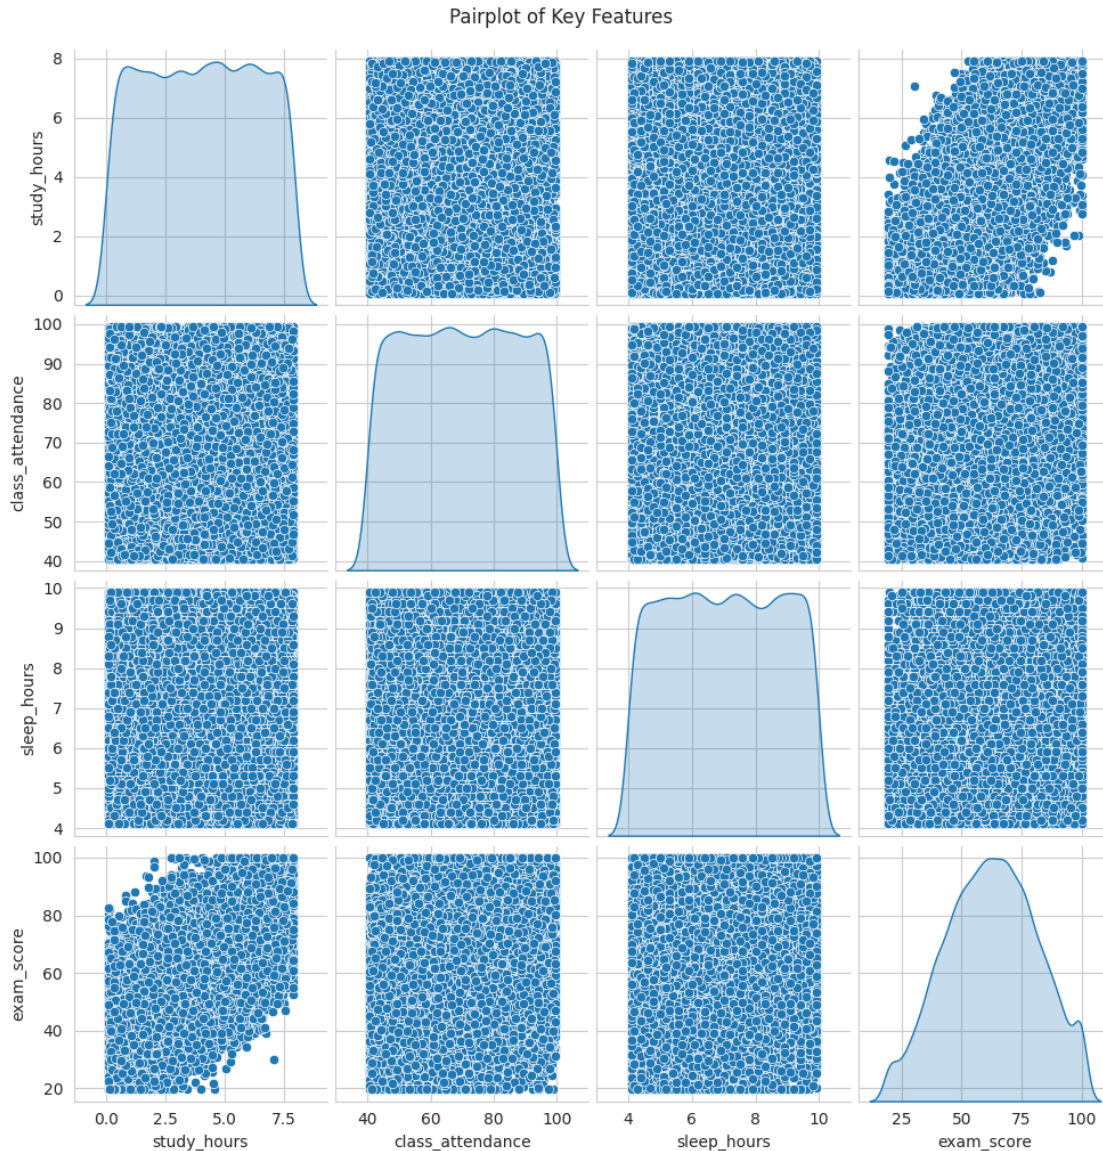 Pairplot of Key Features
8
6
4
2
0
study_hours
100
90
80
70
60
50
40
class_attendance
10
9
8
7
6
5
4
sleep_hours
100
80
60
40
20
exam_score
0.0 2.5 5.0 7.5
40 60 80 100
4 6 8 10
25 50 75 100
study_hours
class_attendance
sleep_hours
exam_score